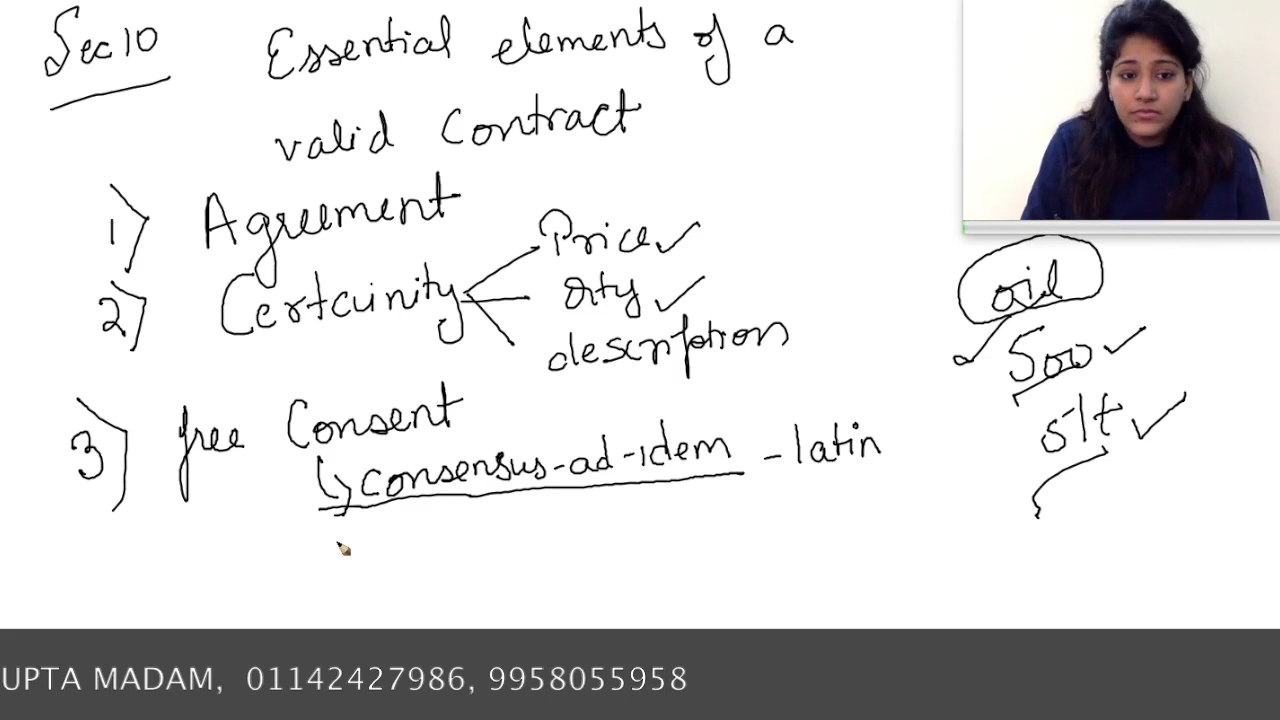 Sec 10 Essential elements of a
valid Contract
1) Agreement
2) Certainity
Price
Qty
description
3) free Consent
consensus-ad-idem - latin
oil
500
5lt
UPTA MADAM, 01142427986, 9958055958